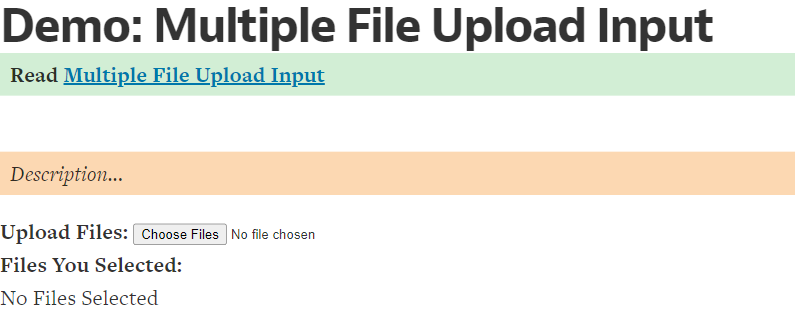 Demo: Multiple File Upload Input
Read Multiple File Upload Input
Description...
Upload Files: Choose Files No file chosen
Files You Selected:
No Files Selected